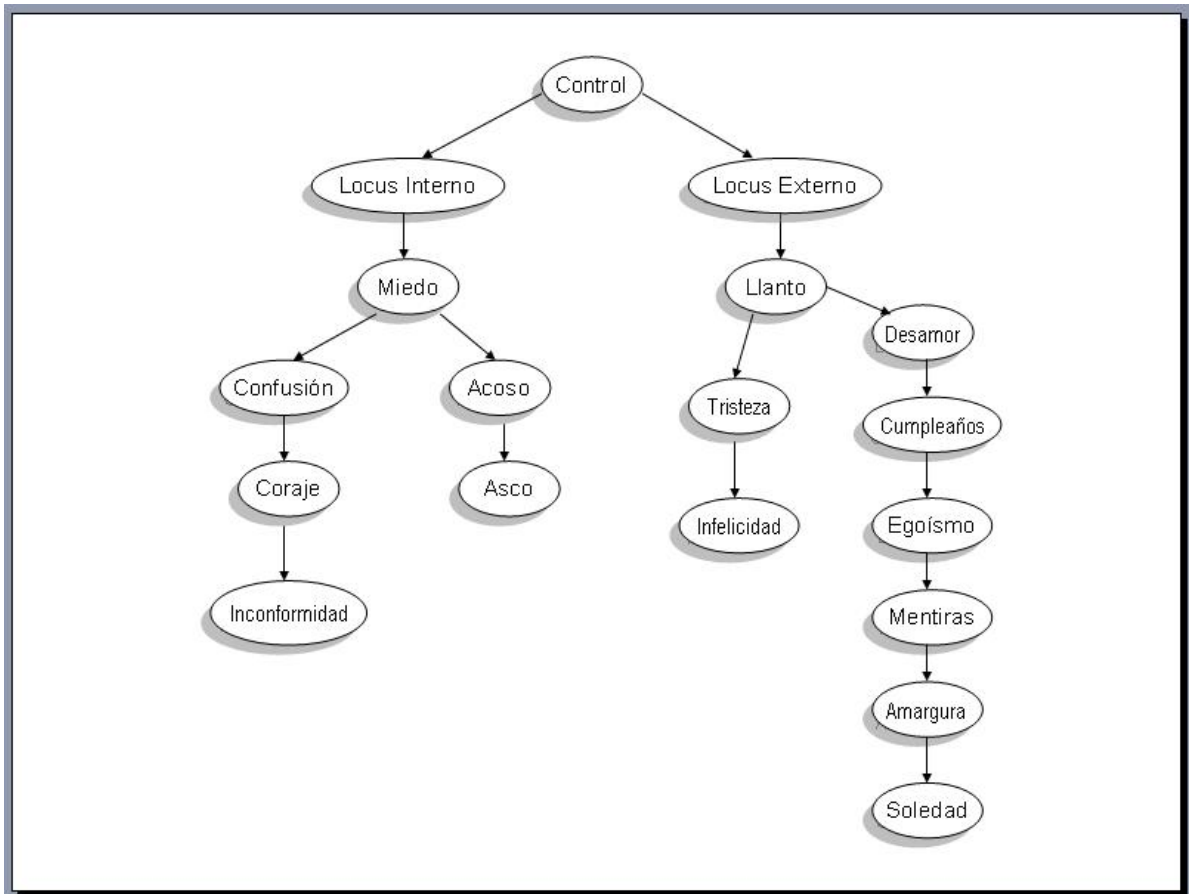 Control
Locus Interno
Locus Externo
Miedo
Llanto
Desamor
Confusión
Acoso
Tristeza
Cumpleaños
Coraje
Asco
Infelicidad
Egoísmo
Inconformidad
Mentiras
Amargura
Soledad